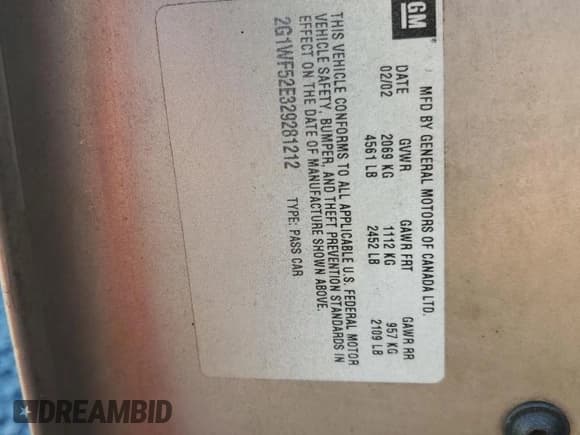 GM
MFD BY GENERAL MOTORS OF CANADA LTD.
DATE GVWR GAWR FRT GAWR RR
02/02 2069 KG 1112 KG 957 KG
4561 LB 2452 LB 2109 LB
THIS VEHICLE CONFORMS TO ALL APPLICABLE U.S. FEDERAL MOTOR
VEHICLE SAFETY, BUMPER, AND THEFT PREVENTION STANDARDS IN
EFFECT ON THE DATE OF MANUFACTURE SHOWN ABOVE.
2G1WF52E329281212 TYPE: PASS CAR
DREAMBID